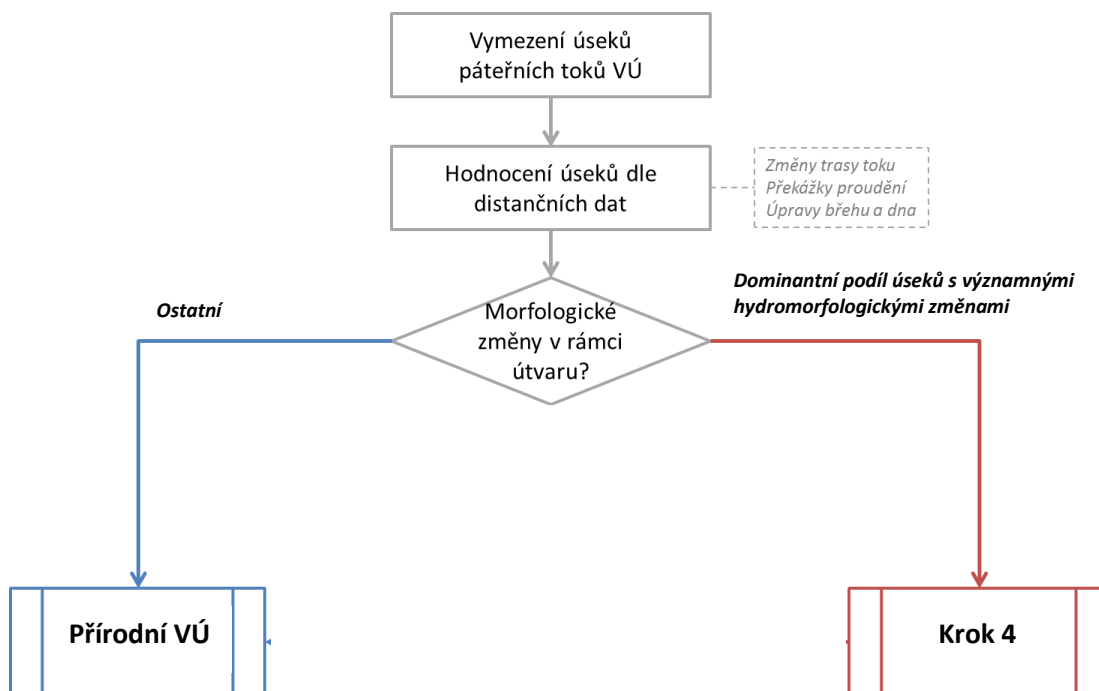 Vymezení úseků
páteřních toků VÚ
Hodnocení úseků dle
distančních dat
Změny trasy toku
Překážky proudění
Úpravy břehu a dna
Ostatní
Morfologické
změny v rámci
útvaru?
Dominantní podíl úseků s významnými
hydromorfologickými změnami
Přírodní VÚ
Krok 4